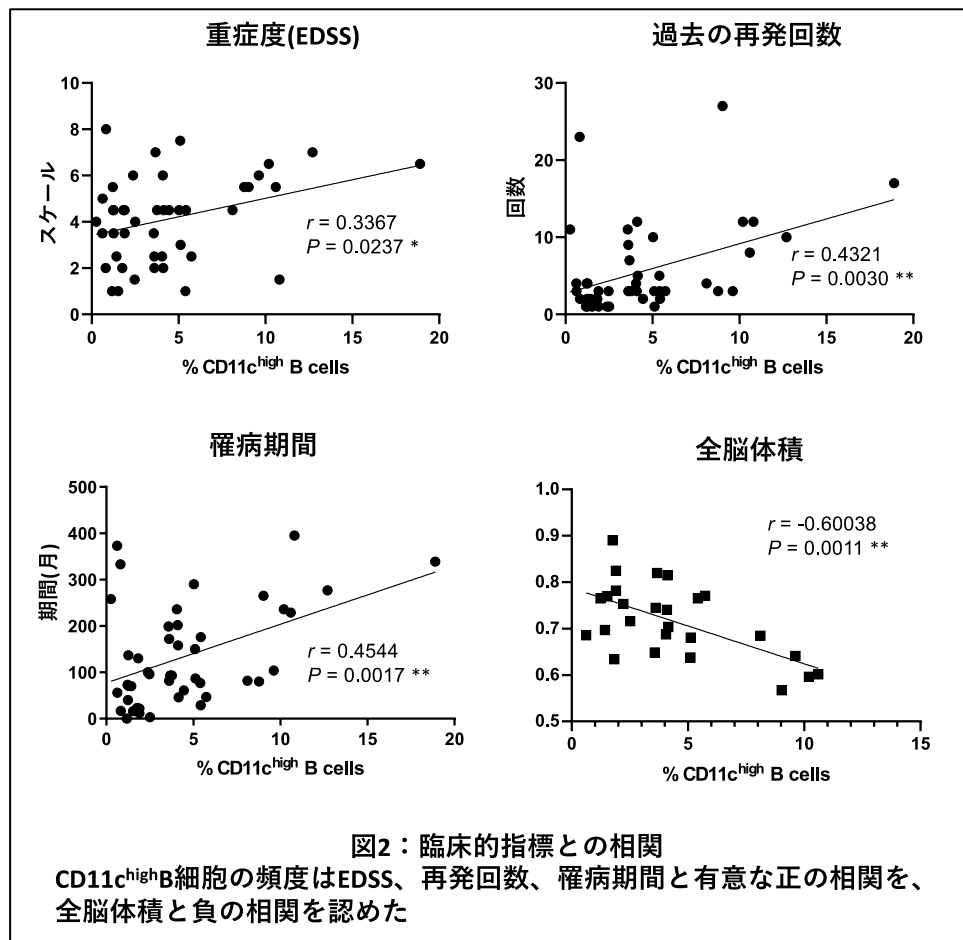 重症度(EDSS)
スケール
10
8
6
4
2
0
r = 0.3367
P = 0.0237 *
0 5 10 15 20
% CD11chigh B cells
過去の再発回数
回数
30
20
10
0
r = 0.4321
P = 0.0030 **
0 5 10 15 20
% CD11chigh B cells
罹病期間
期間(月)
500
400
300
200
100
0
r = 0.4544
P = 0.0017 **
0 5 10 15 20
% CD11chigh B cells
全脳体積
1.0
0.9
0.8
0.7
0.6
0.5
r = -0.60038
P = 0.0011 **
0 5 10 15
% CD11chigh B cells
図2：臨床的指標との相関
CD11chighB細胞の頻度はEDSS、再発回数、罹病期間と有意な正の相関を、
全脳体積と負の相関を認めた